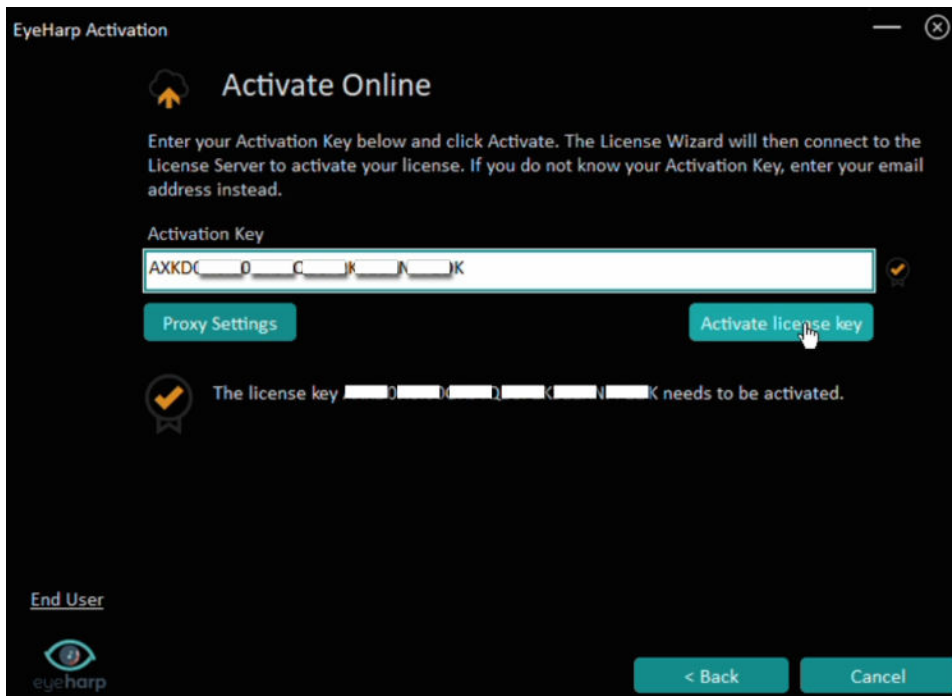 EyeHarp Activation
Activate Online
Enter your Activation Key below and click Activate. The License Wizard will then connect to the
License Server to activate your license. If you do not know your Activation Key, enter your email
address instead.
Activation Key
Proxy Settings
Activate license key
The license key needs to be activated.
End User
eyeharp
< Back
Cancel